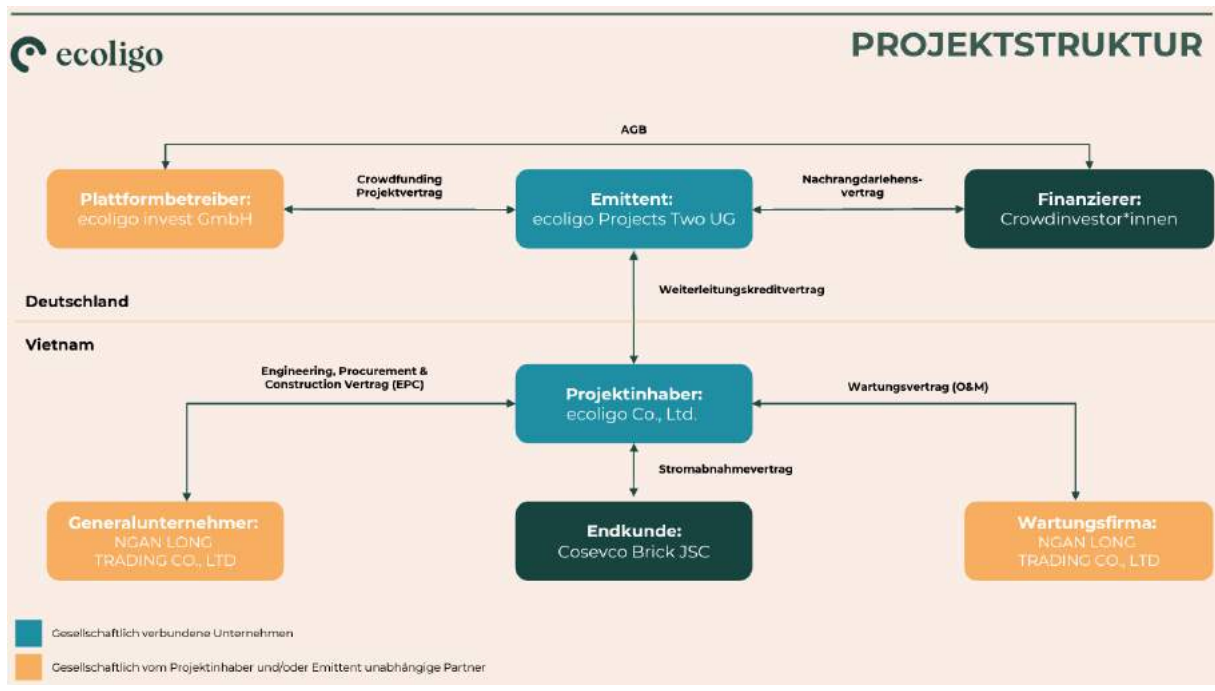 ecoligo
PROJEKTSTRUKTUR
AGB
Plattformbetreiber:
ecoligo invest GmbH
Crowdfunding
Projektvertrag
Emittent:
ecoligo Projects Two UG
Nachrangdarlehens-
vertrag
Finanzierer:
Crowdinvestor*innen
Weiterleitungskreditvertrag
Deutschland
Vietnam
Engineering, Procurement &
Construction Vertrag (EPC)
Projektinhaber:
ecoligo Co., Ltd.
Wartungsvertrag (O&M)
Stromabnahmevertrag
Generalunternehmer:
NGAN LONG
TRADING CO., LTD
Endkunde:
Cosevco Brick JSC
Wartungsfirma:
NGAN LONG
TRADING CO., LTD
Gesellschaftlich verbundene Unternehmen
Gesellschaftlich vom Projektinhaber und/oder Emittent unabhängige Partner